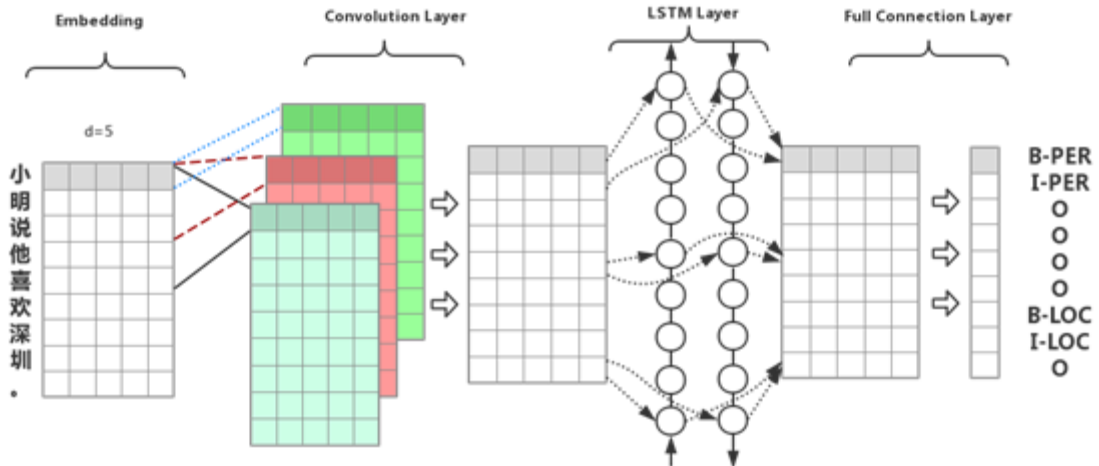 Embedding
Convolution Layer
LSTM Layer
Full Connection Layer
d=5
小
明
说
他
喜
欢
深
圳
。
B-PER
I-PER
O
O
O
O
B-LOC
I-LOC
O